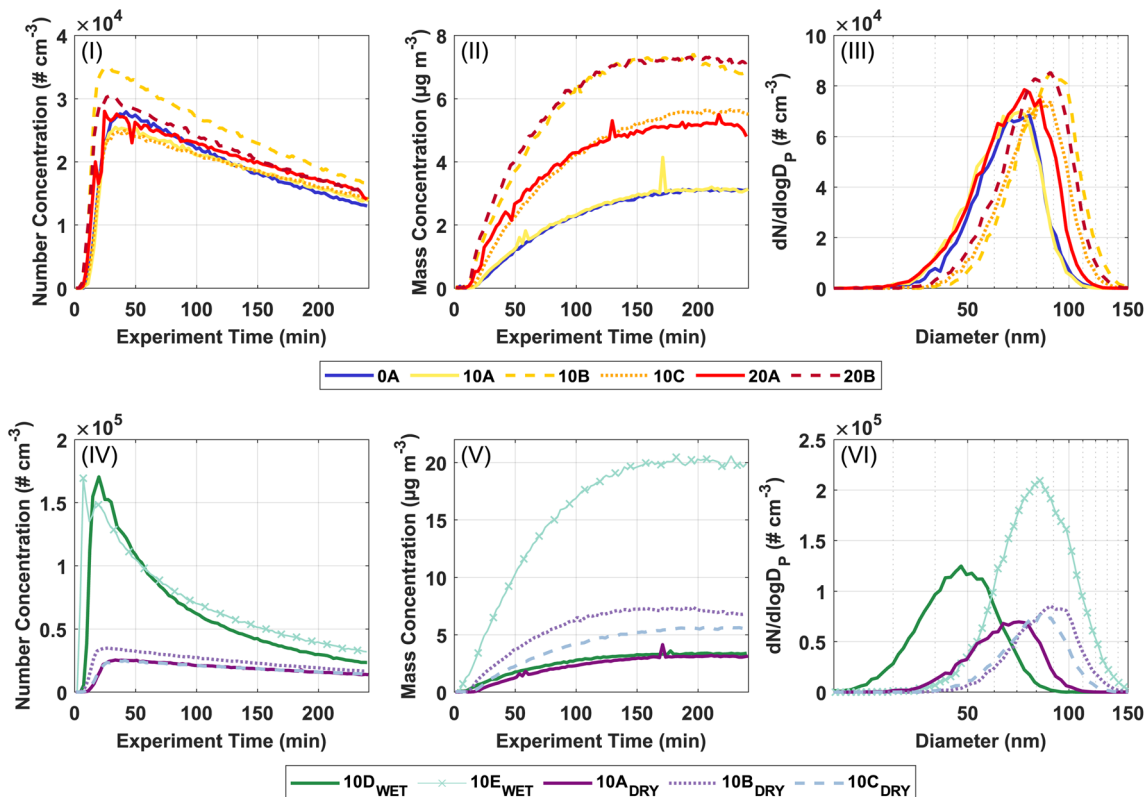 ×10⁴
(I)
Number Concentration (# cm⁻³)
4
3
2
1
0
0 50 100 150 200
Experiment Time (min)
(II)
Mass Concentration (µg m⁻³)
8
6
4
2
0
0 50 100 150 200
Experiment Time (min)
×10⁴
(III)
dN/dlogD_P (# cm⁻³)
10
8
6
4
2
0
50 100 150
Diameter (nm)
0A 10A 10B 10C 20A 20B
×10⁵
(IV)
Number Concentration (# cm⁻³)
2
1.5
1
0.5
0
0 50 100 150 200
Experiment Time (min)
(V)
Mass Concentration (µg m⁻³)
20
15
10
5
0
0 50 100 150 200
Experiment Time (min)
×10⁵
(VI)
dN/dlogD_P (# cm⁻³)
2.5
2
1.5
1
0.5
0
50 100 150
Diameter (nm)
10D_WET 10E_WET 10A_DRY 10B_DRY 10C_DRY